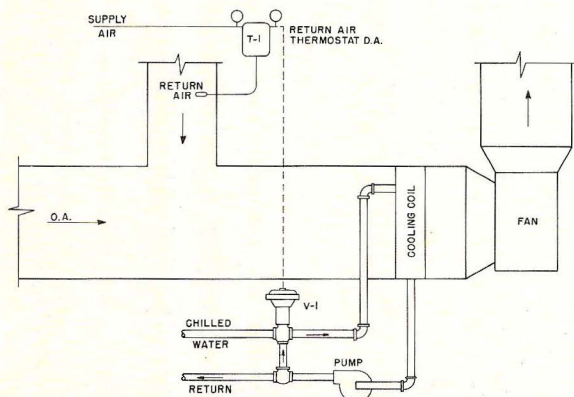 SUPPLY
AIR
T-1
RETURN AIR
THERMOSTAT D.A.
RETURN
AIR
O.A.
COOLING COIL
FAN
V-1
CHILLED
WATER
PUMP
RETURN